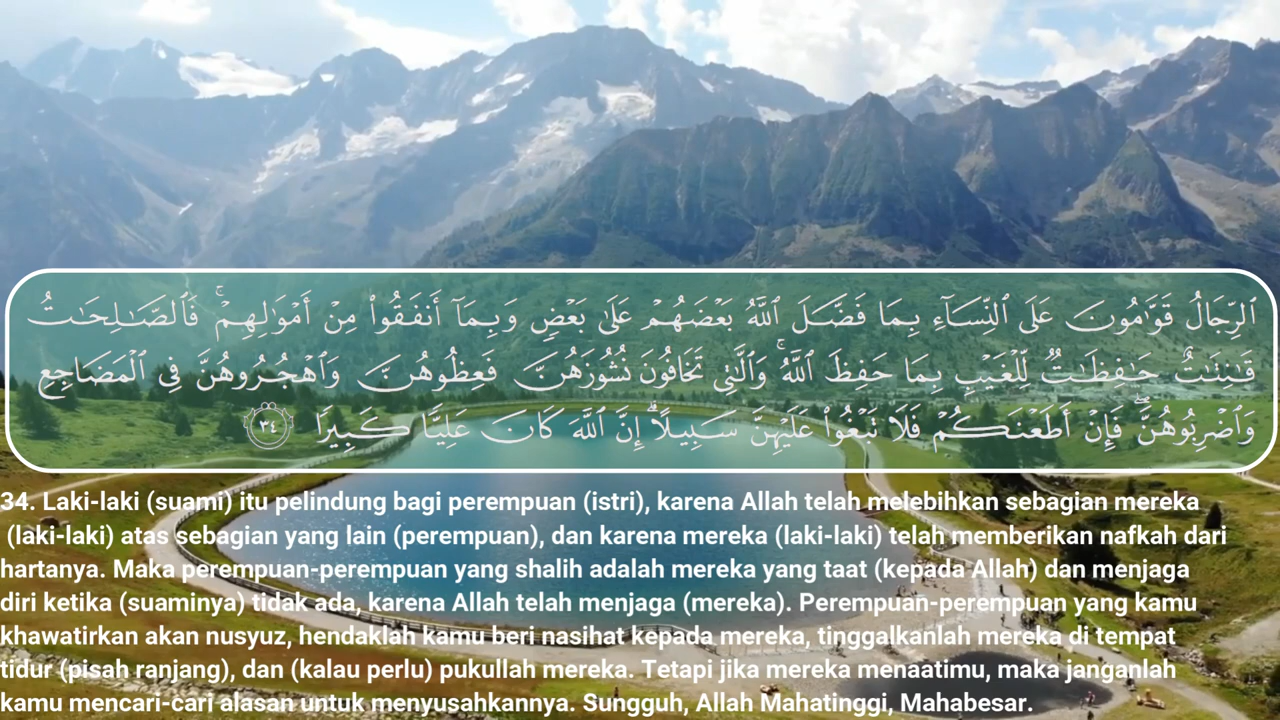 ٱلرِّجَالُ قَوَّٰمُونَ عَلَى ٱلنِّسَآءِ بِمَا فَضَّلَ ٱللَّهُ بَعْضَهُمْ عَلَىٰ بَعْضٍ وَبِمَآ أَنفَقُوا۟ مِنْ أَمْوَٰلِهِمْ ۚ فَٱلصَّٰلِحَٰتُ
قَٰنِتَٰتٌ حَٰفِظَٰتٌ لِّلْغَيْبِ بِمَا حَفِظَ ٱللَّهُ ۚ وَٱلَّٰتِى تَخَافُونَ نُشُوزَهُنَّ فَعِظُوهُنَّ وَٱهْجُرُوهُنَّ فِى ٱلْمَضَاجِعِ
وَٱضْرِبُوهُنَّ ۖ فَإِنْ أَطَعْنَكُمْ فَلَا تَبْغُوا۟ عَلَيْهِنَّ سَبِيلًا ۗ إِنَّ ٱللَّهَ كَانَ عَلِيًّا كَبِيرًا ٣٤
34. Laki-laki (suami) itu pelindung bagi perempuan (istri), karena Allah telah melebihkan sebagian mereka
(laki-laki) atas sebagian yang lain (perempuan), dan karena mereka (laki-laki) telah memberikan nafkah dari
hartanya. Maka perempuan-perempuan yang shalih adalah mereka yang taat (kepada Allah) dan menjaga
diri ketika (suaminya) tidak ada, karena Allah telah menjaga (mereka). Perempuan-perempuan yang kamu
khawatirkan akan nusyuz, hendaklah kamu beri nasihat kepada mereka, tinggalkanlah mereka di tempat
tidur (pisah ranjang), dan (kalau perlu) pukullah mereka. Tetapi jika mereka menaatimu, maka janganlah
kamu mencari-cari alasan untuk menyusahkannya. Sungguh, Allah Mahatinggi, Mahabesar.